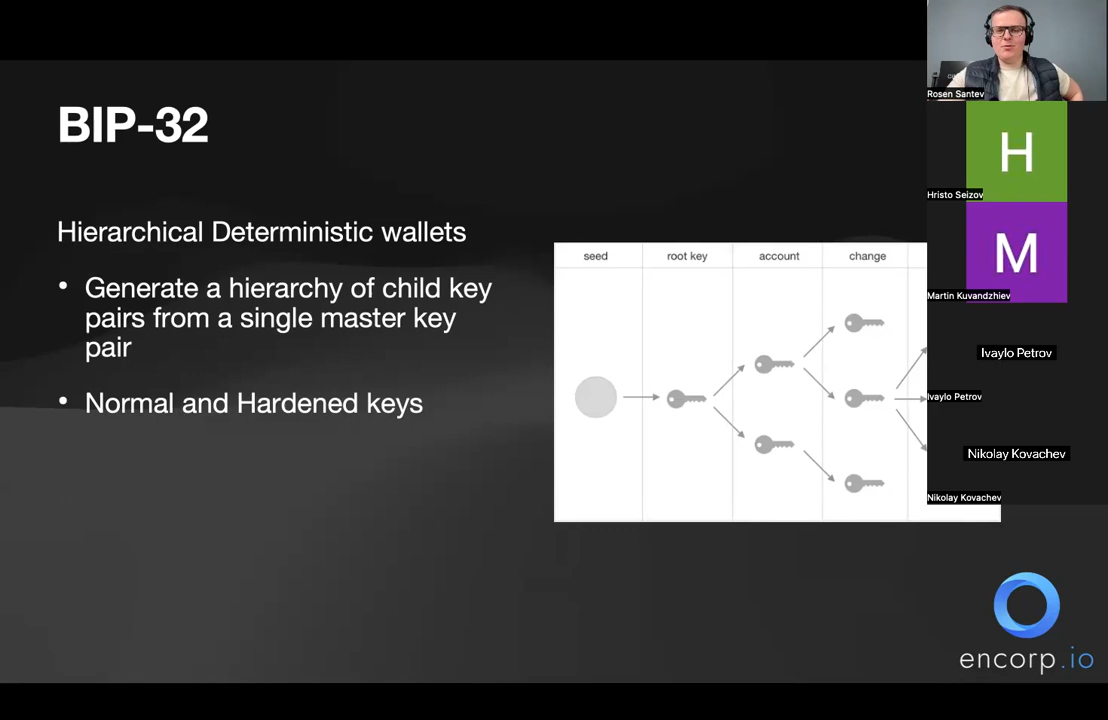 BIP-32
Hierarchical Deterministic wallets
• Generate a hierarchy of child key
pairs from a single master key
pair
• Normal and Hardened keys
seed
root key
account
change
Rosen Santev
H
Hristo Seizov
M
Martin Kuvandzhiev
Ivaylo Petrov
Ivaylo Petrov
Nikolay Kovachev
Nikolay Kovachev
encorp.io